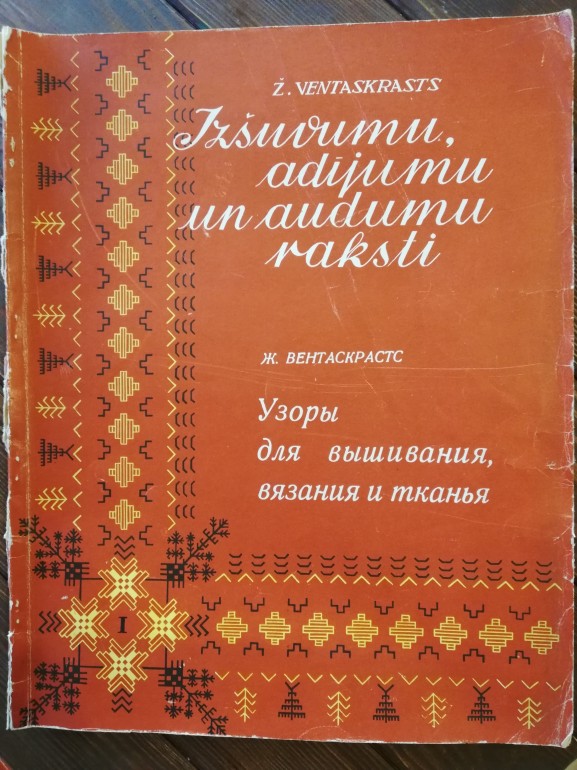 Ž. VENTASKRASTS
Izšuvumu,
adījumu
un audumu
raksti
Ж. ВЕНТАСКРАСТС
Узоры
для вышивания,
вязания и тканья
I